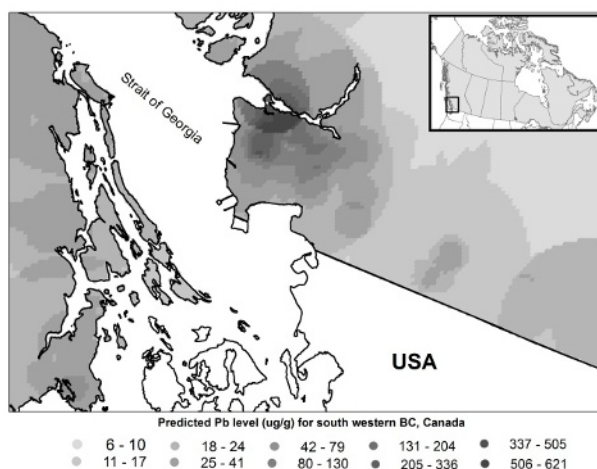 Strait of Georgia
USA
Predicted Pb level (ug/g) for south western BC, Canada
6 - 10 18 - 24 42 - 79 131 - 204 337 - 505
11 - 17 25 - 41 80 - 130 205 - 336 506 - 621